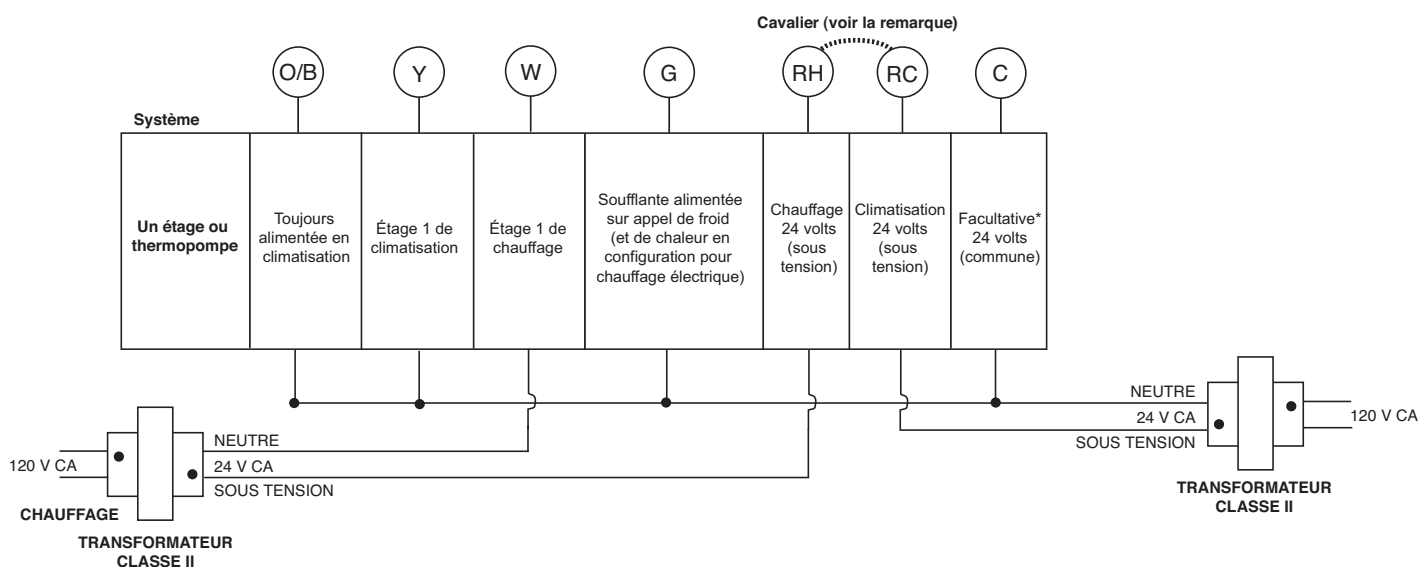 Cavalier (voir la remarque)
O/B
Y
W
G
RH
RC
C
Système
Un étage ou
thermopompe
Toujours
alimentée en
climatisation
Étage 1 de
climatisation
Étage 1 de
chauffage
Soufflante alimentée
sur appel de froid
(et de chaleur en
configuration pour
chauffage électrique)
Chauffage
24 volts
(sous
tension)
Climatisation
24 volts
(sous
tension)
Facultative*
24 volts
(commune)
NEUTRE
24 V CA
SOUS TENSION
120 V CA
TRANSFORMATEUR
CLASSE II
NEUTRE
120 V CA
24 V CA
SOUS TENSION
CHAUFFAGE
TRANSFORMATEUR
CLASSE II